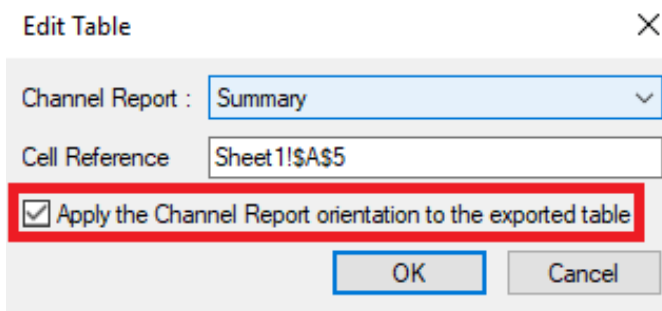 Edit Table
Channel Report : Summary
Cell Reference Sheet1!$A$5
Apply the Channel Report orientation to the exported table
OK Cancel